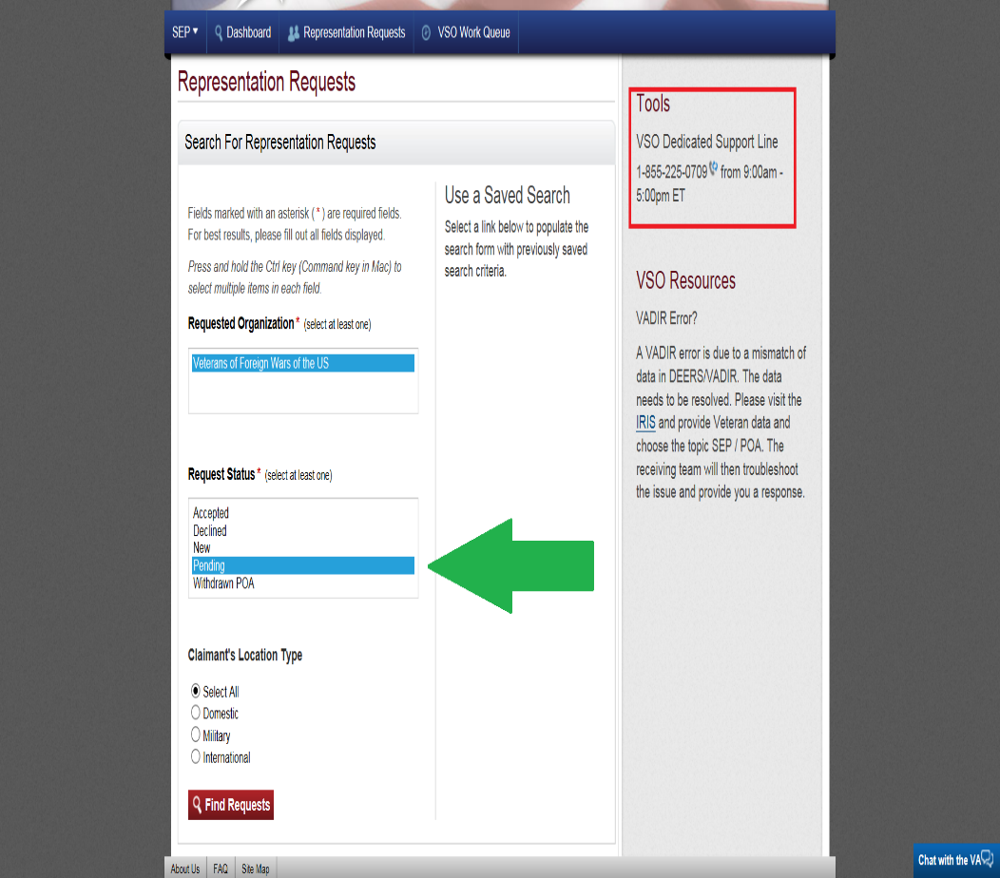 SEP▼ Dashboard Representation Requests VSO Work Queue
Representation Requests
Search For Representation Requests
Fields marked with an asterisk ( * ) are required fields.
For best results, please fill out all fields displayed.
Press and hold the Ctrl key (Command key in Mac) to
select multiple items in each field.
Requested Organization * (select at least one)
Veterans of Foreign Wars of the US
Request Status * (select at least one)
Accepted
Declined
New
Pending
Withdrawn POA
Claimant's Location Type
Select All
Domestic
Military
International
Find Requests
Use a Saved Search
Select a link below to populate the
search form with previously saved
search criteria.
Tools
VSO Dedicated Support Line
1-855-225-0709 from 9:00am -
5:00pm ET
VSO Resources
VADIR Error?
A VADIR error is due to a mismatch of
data in DEERS/VADIR. The data
needs to be resolved. Please visit the
IRIS and provide Veteran data and
choose the topic SEP / POA. The
receiving team will then troubleshoot
the issue and provide you a response.
About Us FAQ Site Map
Chat with the VA